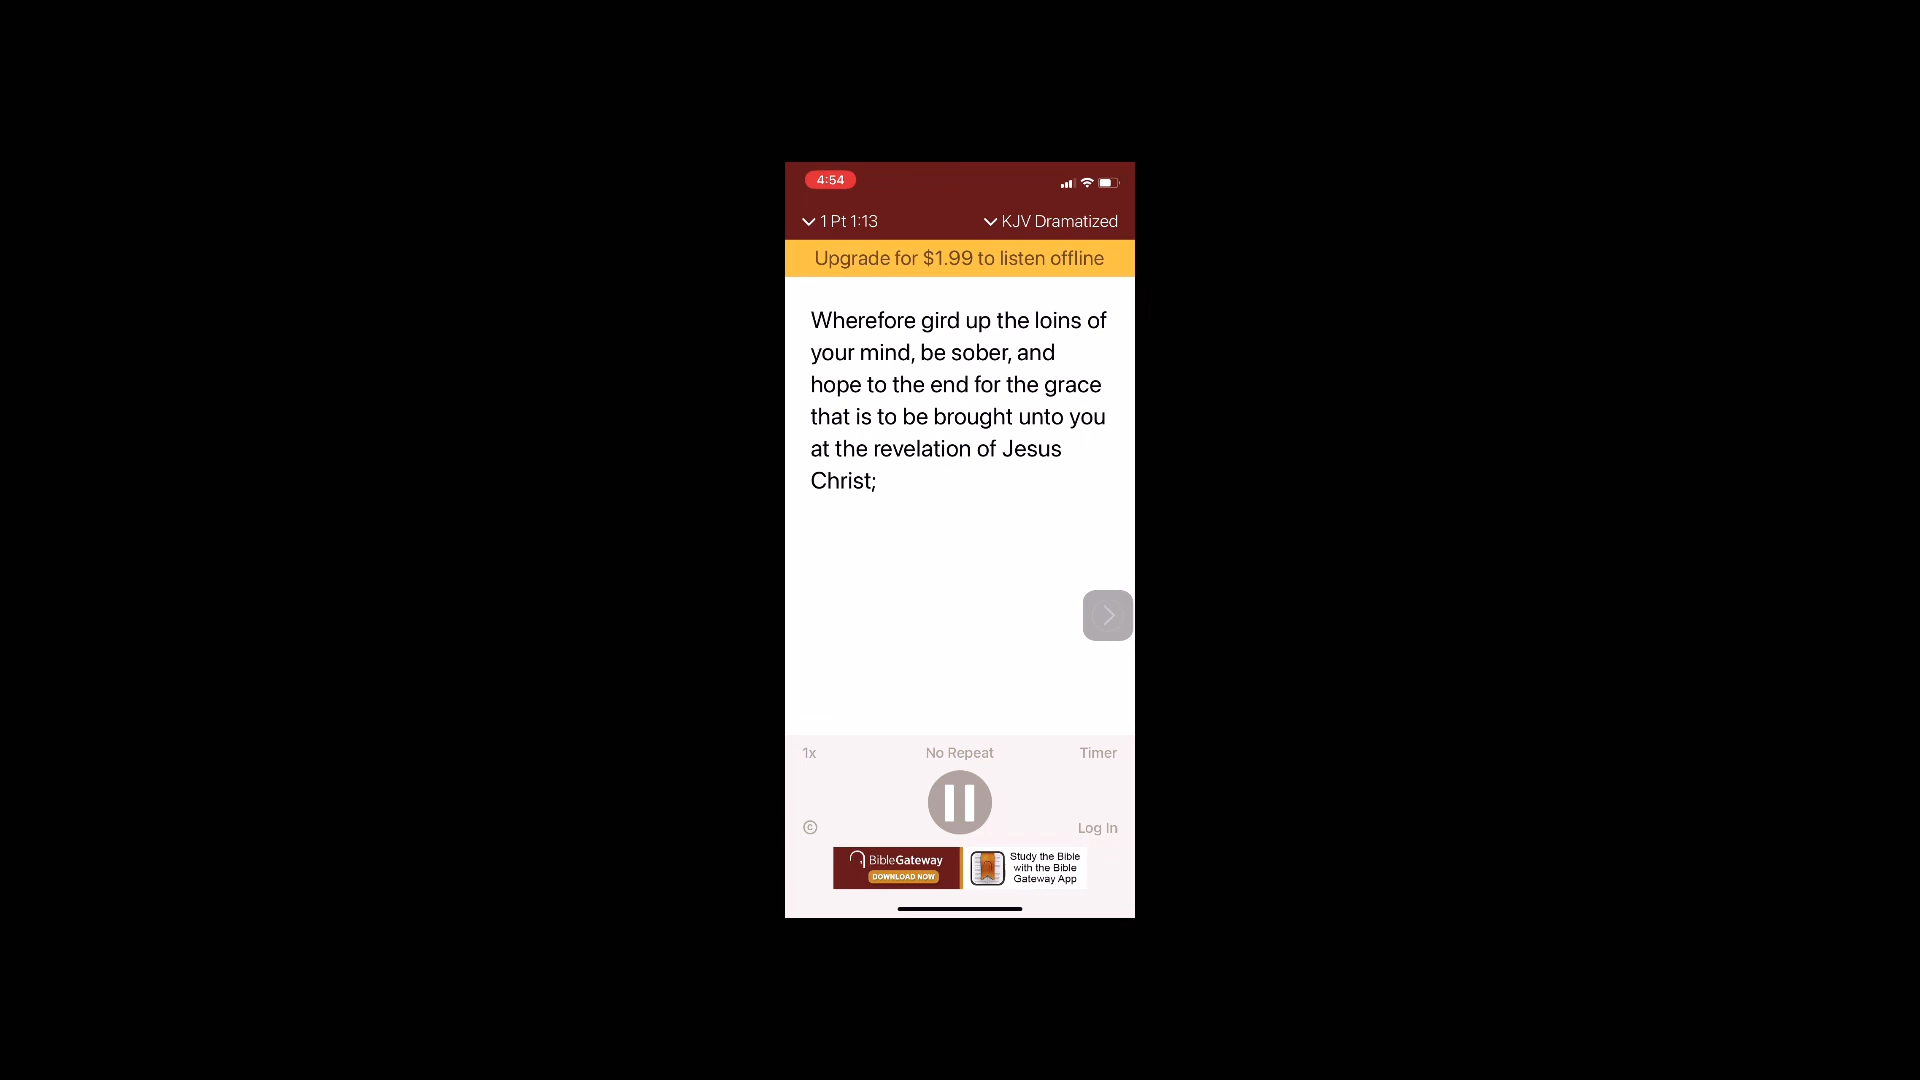 4:54
1 Pt 1:13
KJV Dramatized
Upgrade for $1.99 to listen offline
Wherefore gird up the loins of
your mind, be sober, and
hope to the end for the grace
that is to be brought unto you
at the revelation of Jesus
Christ;
1x
No Repeat
Timer
©
Log In
BibleGateway
DOWNLOAD NOW
Study the Bible
with the Bible
Gateway App